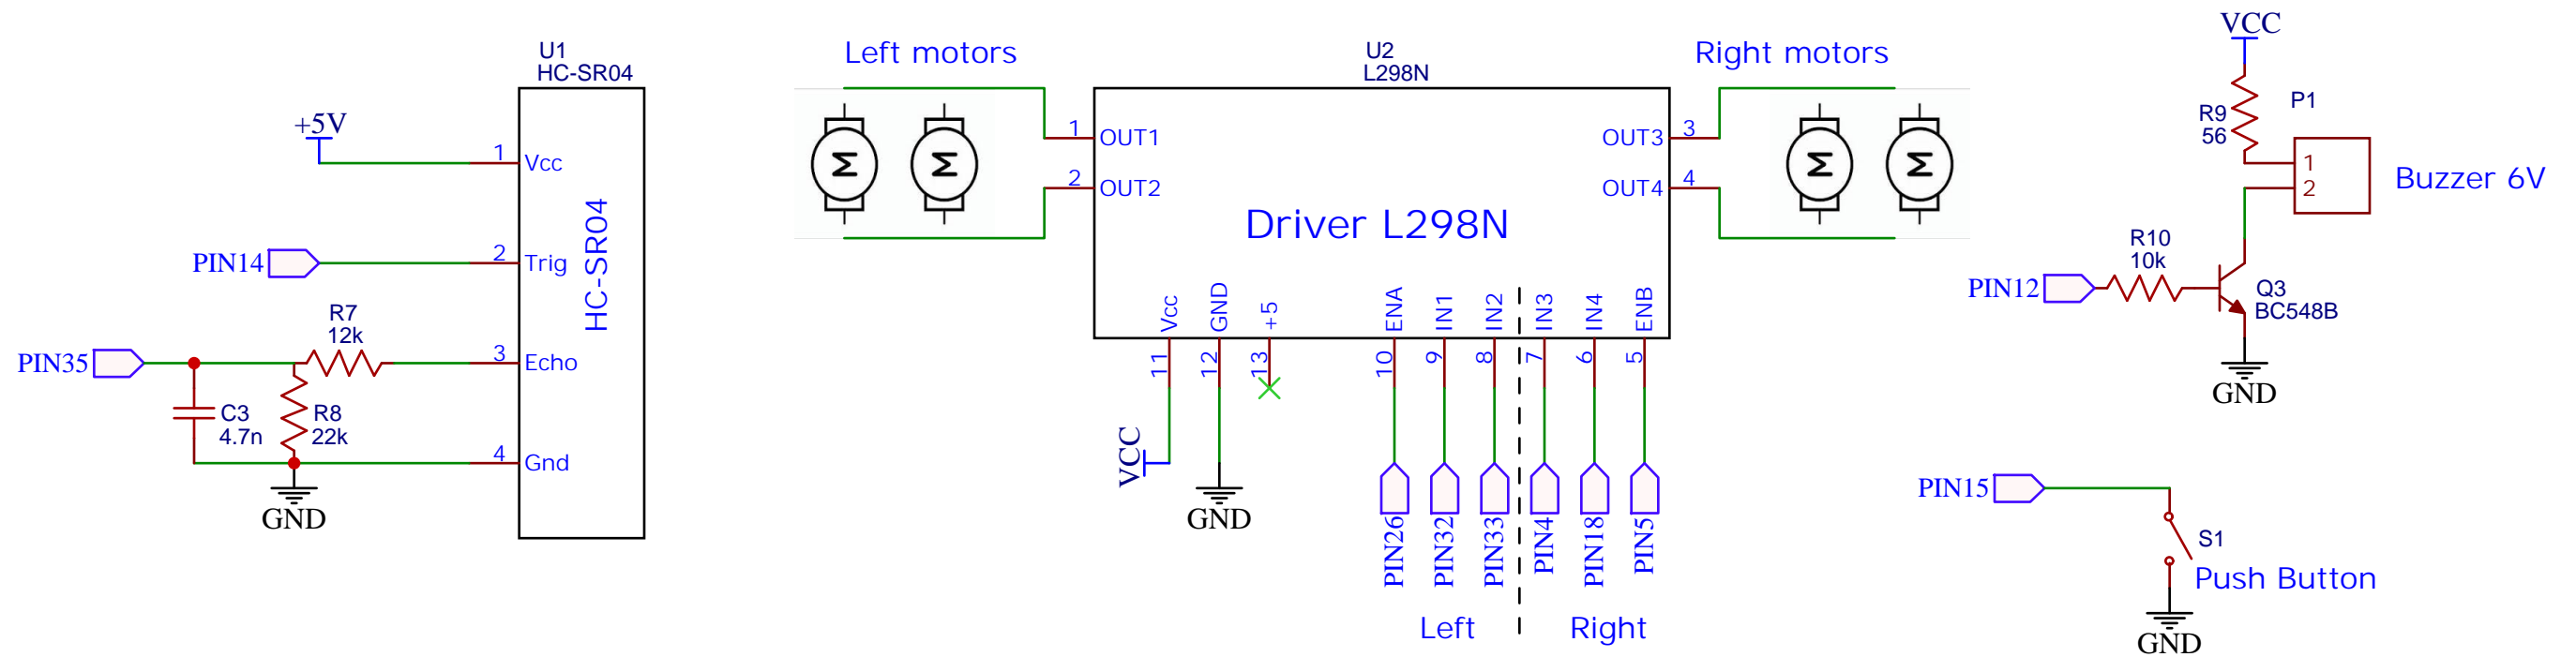 U1
HC-SR04
+5V
1
Vcc
PIN14
2
Trig
HC-SR04
R7
12k
PIN35
3
Echo
C3
4.7n
R8
22k
4
Gnd
GND
Left motors
U2
L298N
Right motors
M
M
1
OUT1
2
OUT2
OUT3
3
OUT4
4
M
M
Driver L298N
Vcc
GND
+5
ENA
IN1
IN2
IN3
IN4
ENB
11
12
13
10
9
8
7
6
5
VCC
GND
PIN26
PIN32
PIN33
PIN4
PIN18
PIN5
Left
Right
VCC
R9
56
P1
1
2
Buzzer 6V
R10
10k
PIN12
Q3
BC548B
GND
PIN15
S1
Push Button
GND